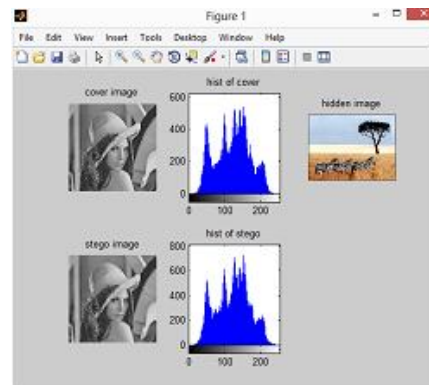 Figure 1
File Edit View Insert Tools Desktop Window Help
cover image
hist of cover
hidden image
600
400
200
0
0 100 200
stego image
hist of stego
800
600
400
200
0
0 100 200